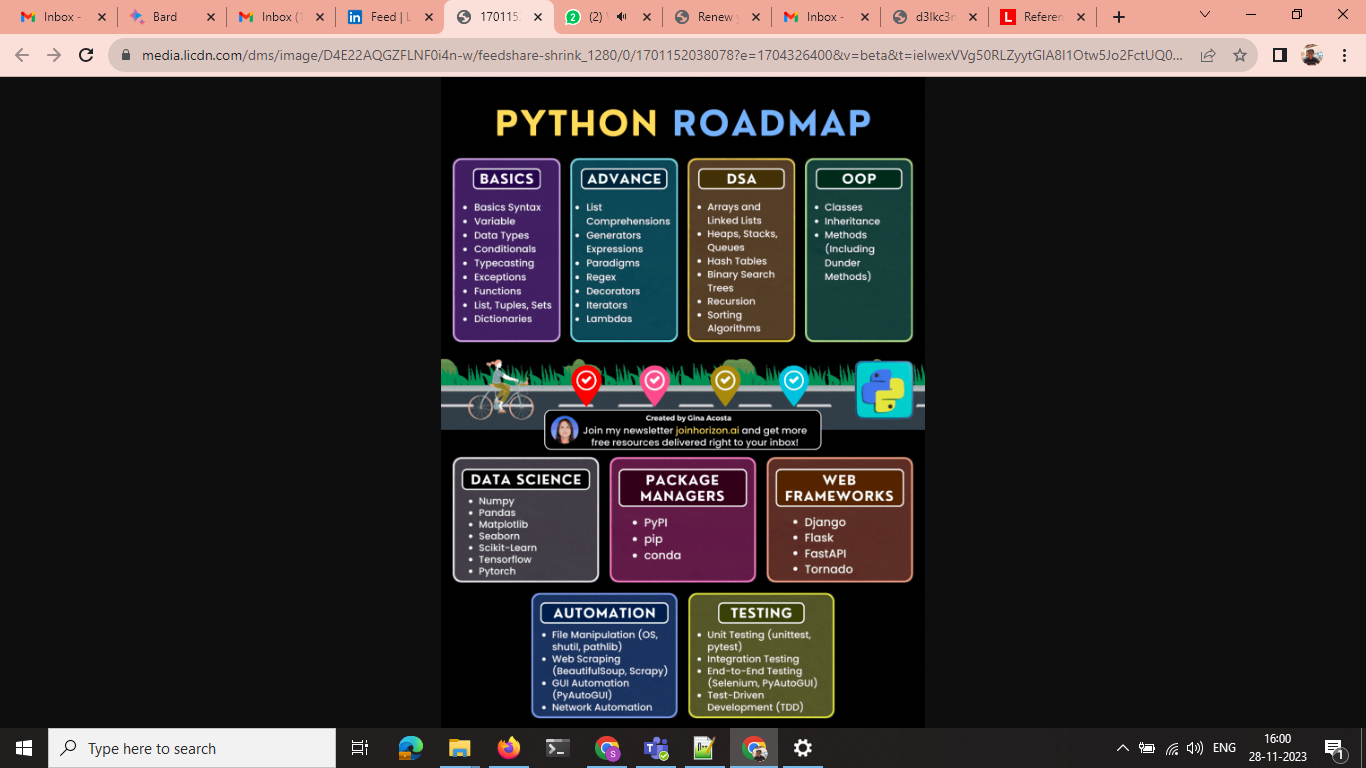 Inbox -
Bard
Inbox (1
Feed | L
170115
(2) V
Renew y
Inbox -
d3lkc3n
Referen
media.licdn.com/dms/image/D4E22AQGZFLNF0i4n-w/feedshare-shrink_1280/0/1701152038078?e=1704326400&v=beta&t=ieIwexVVg50RLZyytGlA8I1Otw5Jo2FctUQ0...
PYTHON ROADMAP
BASICS
• Basics Syntax
• Variable
• Data Types
• Conditionals
• Typecasting
• Exceptions
• Functions
• List, Tuples, Sets
• Dictionaries
ADVANCE
• List
Comprehensions
• Generators
Expressions
• Paradigms
• Regex
• Decorators
• Iterators
• Lambdas
DSA
• Arrays and
Linked Lists
• Heaps, Stacks,
Queues
• Hash Tables
• Binary Search
Trees
• Recursion
• Sorting
Algorithms
OOP
• Classes
• Inheritance
• Methods
(Including
Dunder
Methods)
Created by Gina Acosta
Join my newsletter joinhorizon.ai and get more
free resources delivered right to your inbox!
DATA SCIENCE
• Numpy
• Pandas
• Matplotlib
• Seaborn
• Scikit-Learn
• Tensorflow
• Pytorch
PACKAGE
MANAGERS
• PyPI
• pip
• conda
WEB
FRAMEWORKS
• Django
• Flask
• FastAPI
• Tornado
AUTOMATION
• File Manipulation (OS,
shutil, pathlib)
• Web Scraping
(BeautifulSoup, Scrapy)
• GUI Automation
(PyAutoGUI)
• Network Automation
TESTING
• Unit Testing (unittest,
pytest)
• Integration Testing
• End-to-End Testing
(Selenium, PyAutoGUI)
• Test-Driven
Development (TDD)
Type here to search
ENG
16:00
28-11-2023
1